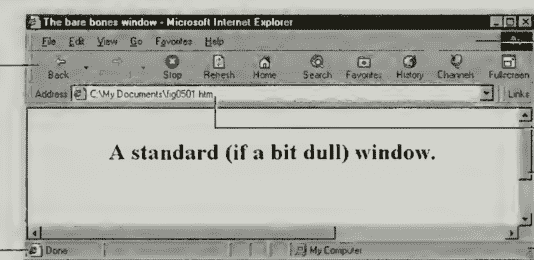 The bare bones window - Microsoft Internet Explorer
File Edit View Go Favorites Help
Back Stop Refresh Home Search Favorites History Channels Fullscreen
Address C:\My Documents\fig0501.htm Links
A standard (if a bit dull) window.
Done My Computer